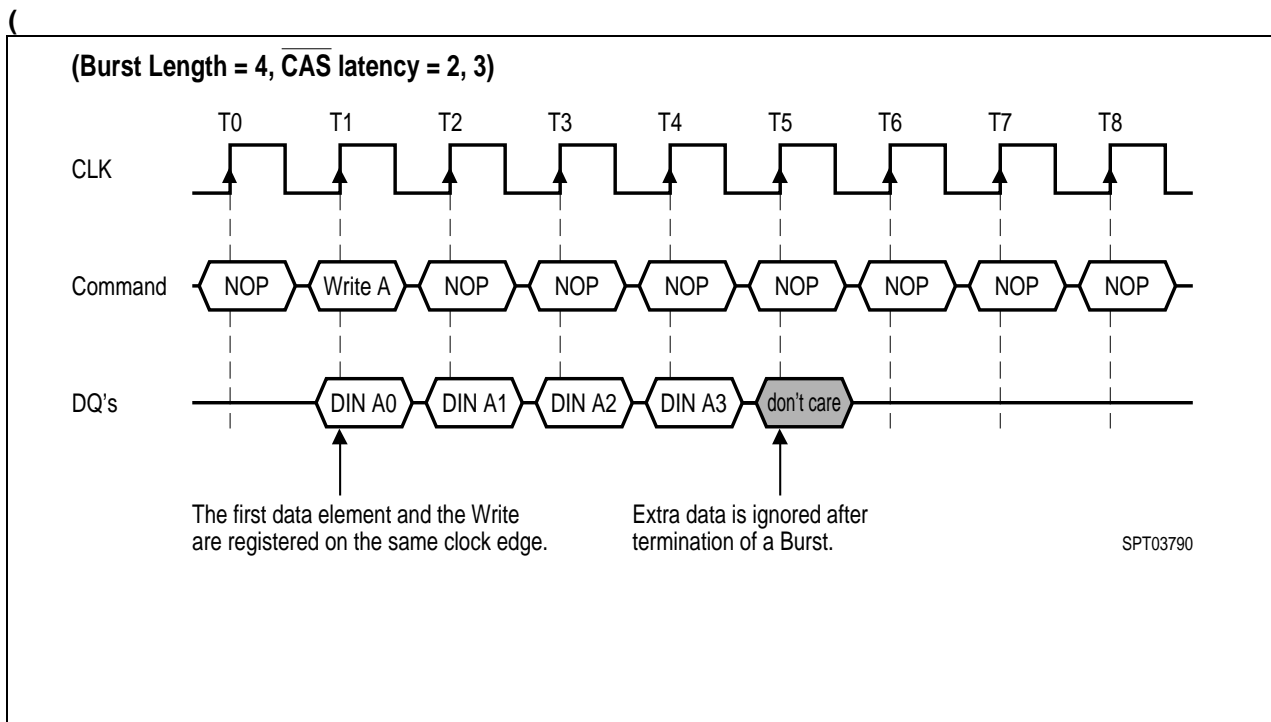 (
(Burst Length = 4, CAS latency = 2, 3)
T0 T1 T2 T3 T4 T5 T6 T7 T8
CLK
Command NOP Write A NOP NOP NOP NOP NOP NOP NOP
DQ's DIN A0 DIN A1 DIN A2 DIN A3 don't care
The first data element and the Write
are registered on the same clock edge.
Extra data is ignored after
termination of a Burst.
SPT03790